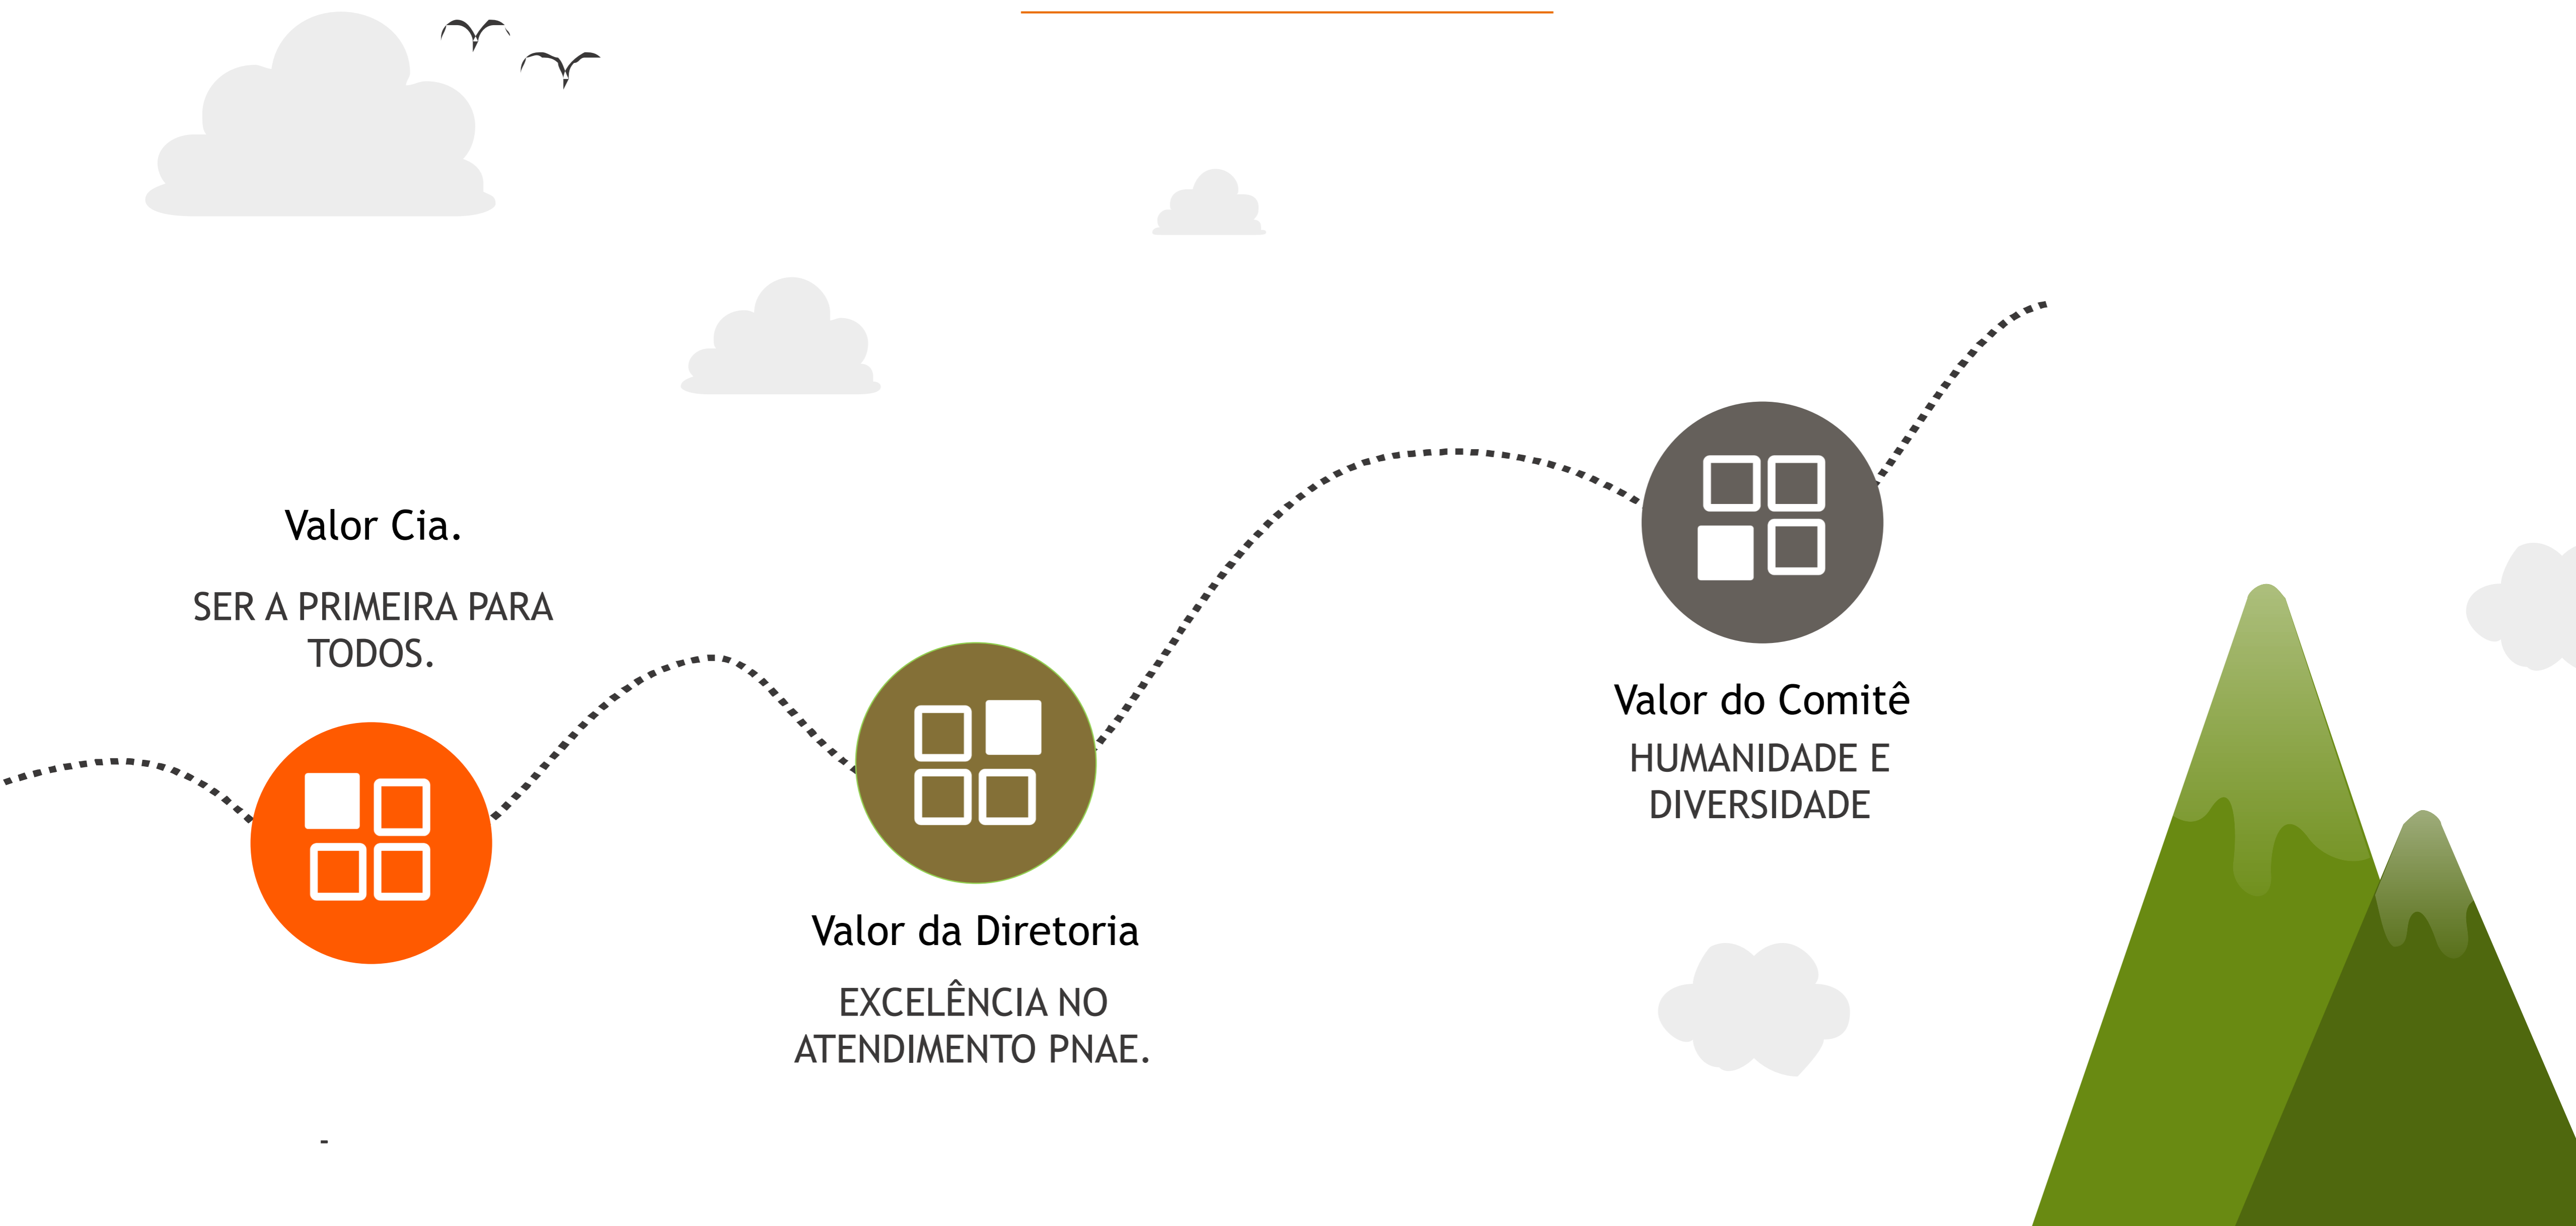 Valor Cia.
SER A PRIMEIRA PARA
TODOS.
Valor da Diretoria
EXCELÊNCIA NO
ATENDIMENTO PNAE.
Valor do Comitê
HUMANIDADE E
DIVERSIDADE
-